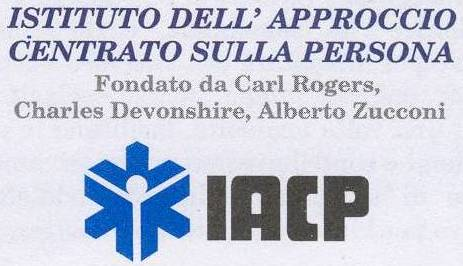 ISTITUTO DELL' APPROCCIO
CENTRATO SULLA PERSONA
Fondato da Carl Rogers,
Charles Devonshire, Alberto Zucconi
IACP